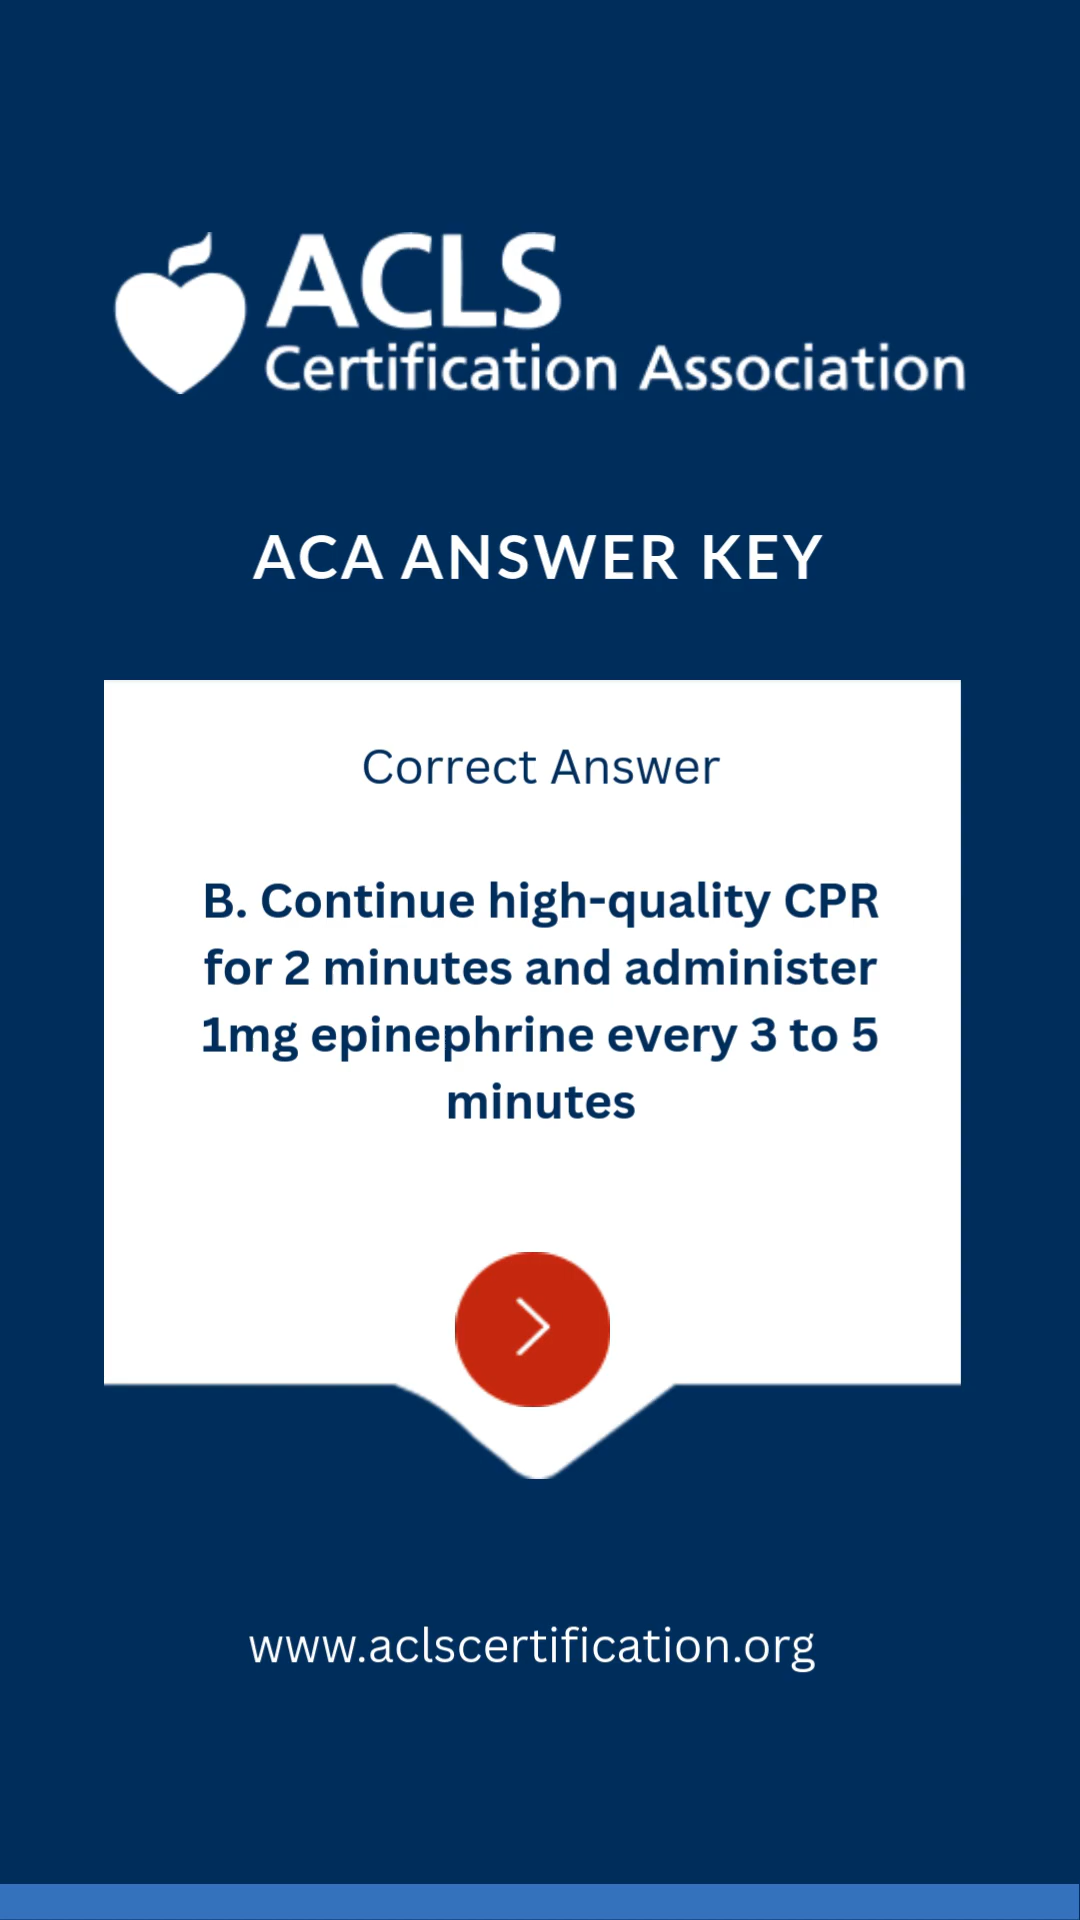 ACLS
Certification Association
ACA ANSWER KEY
Correct Answer
B. Continue high-quality CPR
for 2 minutes and administer
1mg epinephrine every 3 to 5
minutes
www.aclscertification.org